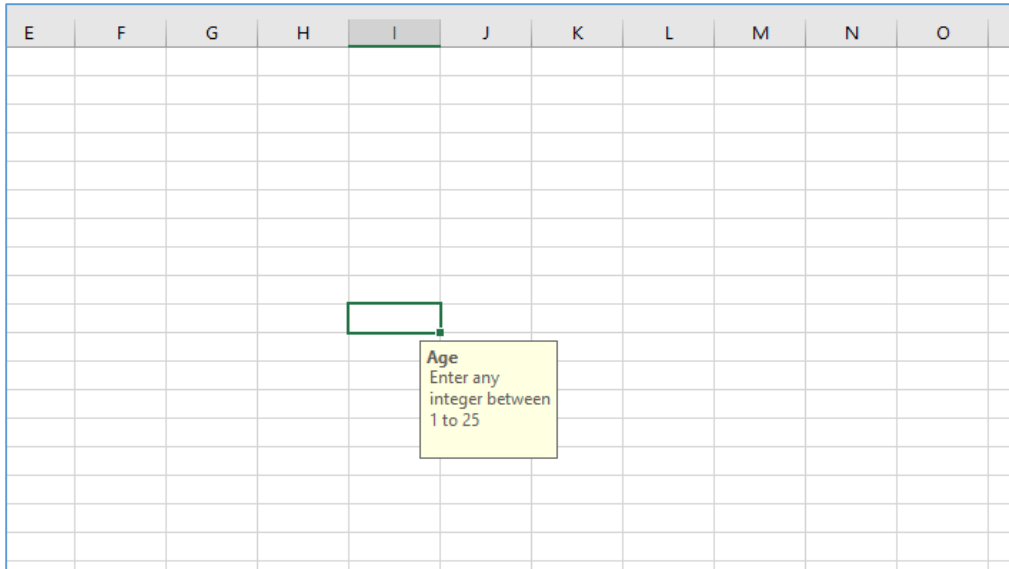 E F G H I J K L M N O
Age
Enter any
integer between
1 to 25